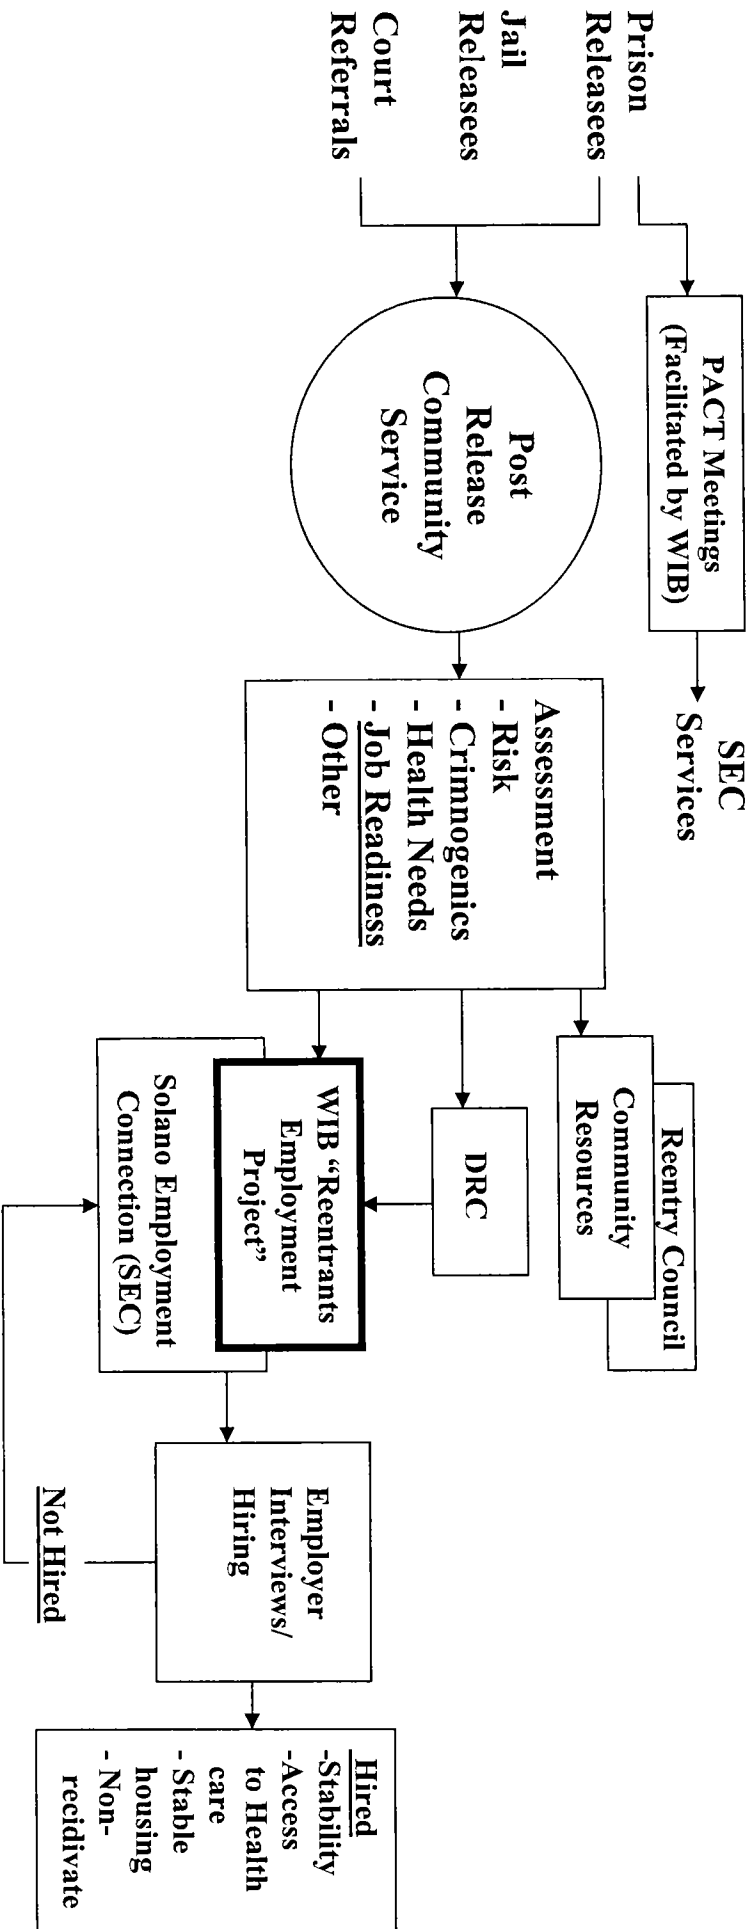 Prison
Releasees
Jail
Releasees
Court
Referrals
PACT Meetings
(Facilitated by WIB)
SEC
Services
Post
Release
Community
Service
Assessment
- Risk
- Crimnogenics
- Health Needs
- Job Readiness
- Other
Reentry Council
Community
Resources
DRC
WIB “Reentrants
Employment
Project”
Solano Employment
Connection (SEC)
Employer
Interviews/
Hiring
Not Hired
Hired
-Stability
-Access
to Health
care
- Stable
housing
- Non-
recidivate